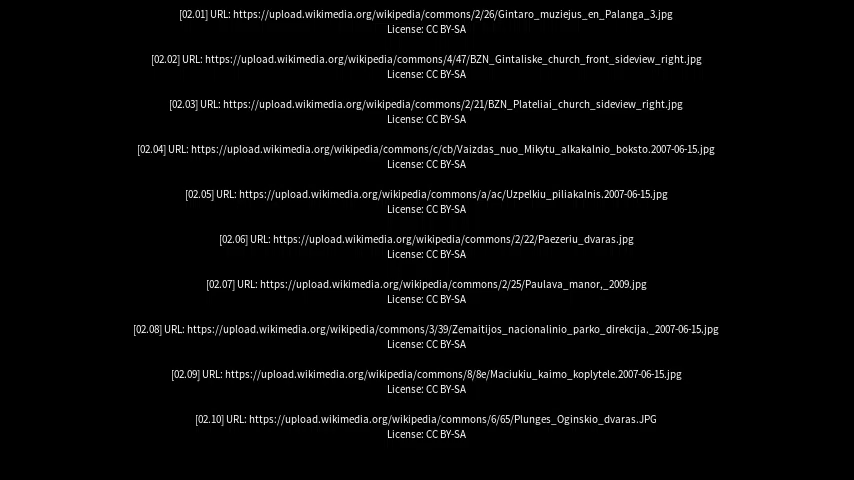 [02.01] URL: https://upload.wikimedia.org/wikipedia/commons/2/26/Gintaro_muziejus_en_Palanga_3.jpg
License: CC BY-SA
[02.02] URL: https://upload.wikimedia.org/wikipedia/commons/4/47/BZN_Gintaliske_church_front_sideview_right.jpg
License: CC BY-SA
[02.03] URL: https://upload.wikimedia.org/wikipedia/commons/2/21/BZN_Plateliai_church_sideview_right.jpg
License: CC BY-SA
[02.04] URL: https://upload.wikimedia.org/wikipedia/commons/c/cb/Vaizdas_nuo_Mikytu_alkakalnio_boksto.2007-06-15.jpg
License: CC BY-SA
[02.05] URL: https://upload.wikimedia.org/wikipedia/commons/a/ac/Uzpelkiu_piliakalnis.2007-06-15.jpg
License: CC BY-SA
[02.06] URL: https://upload.wikimedia.org/wikipedia/commons/2/22/Paezeriu_dvaras.jpg
License: CC BY-SA
[02.07] URL: https://upload.wikimedia.org/wikipedia/commons/2/25/Paulava_manor,_2009.jpg
License: CC BY-SA
[02.08] URL: https://upload.wikimedia.org/wikipedia/commons/3/39/Zemaitijos_nacionalinio_parko_direkcija._2007-06-15.jpg
License: CC BY-SA
[02.09] URL: https://upload.wikimedia.org/wikipedia/commons/8/8e/Maciukiu_kaimo_koplytele.2007-06-15.jpg
License: CC BY-SA
[02.10] URL: https://upload.wikimedia.org/wikipedia/commons/6/65/Plunges_Oginskio_dvaras.JPG
License: CC BY-SA